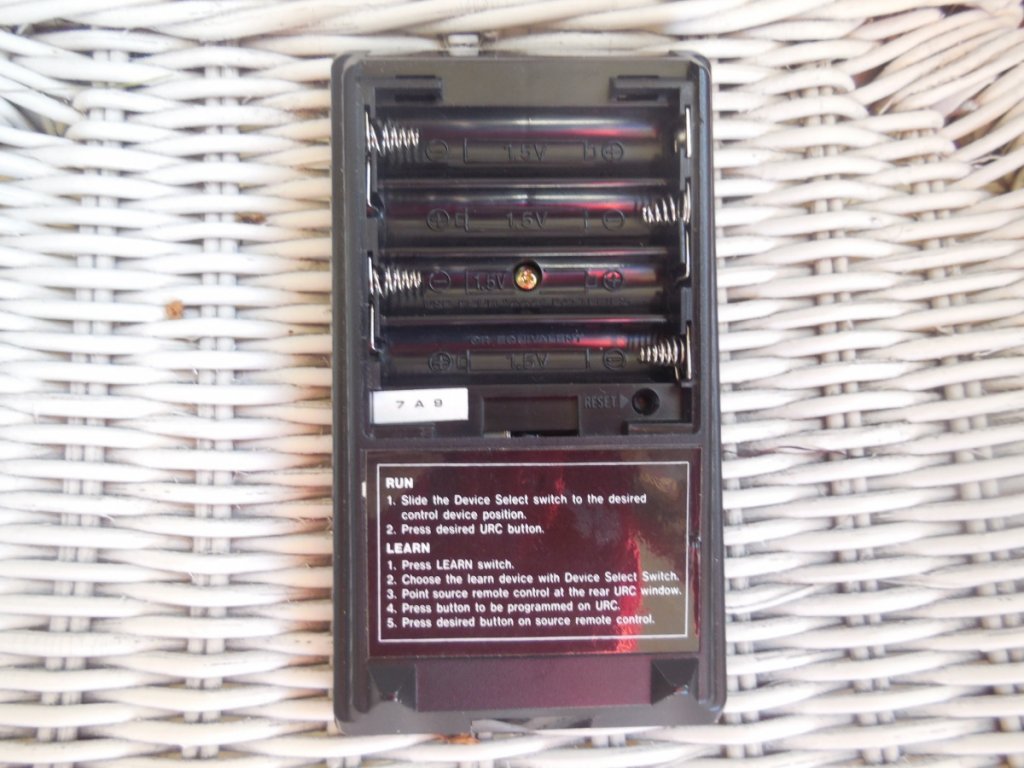 1.5V
1.5V
1.5V
OR EQUIVALENT
1.5V
7 A 9
RESET
RUN
1. Slide the Device Select switch to the desired
control device position.
2. Press desired URC button.
LEARN
1. Press LEARN switch.
2. Choose the learn device with Device Select Switch.
3. Point source remote control at the rear URC window.
4. Press button to be programmed on URC.
5. Press desired button on source remote control.